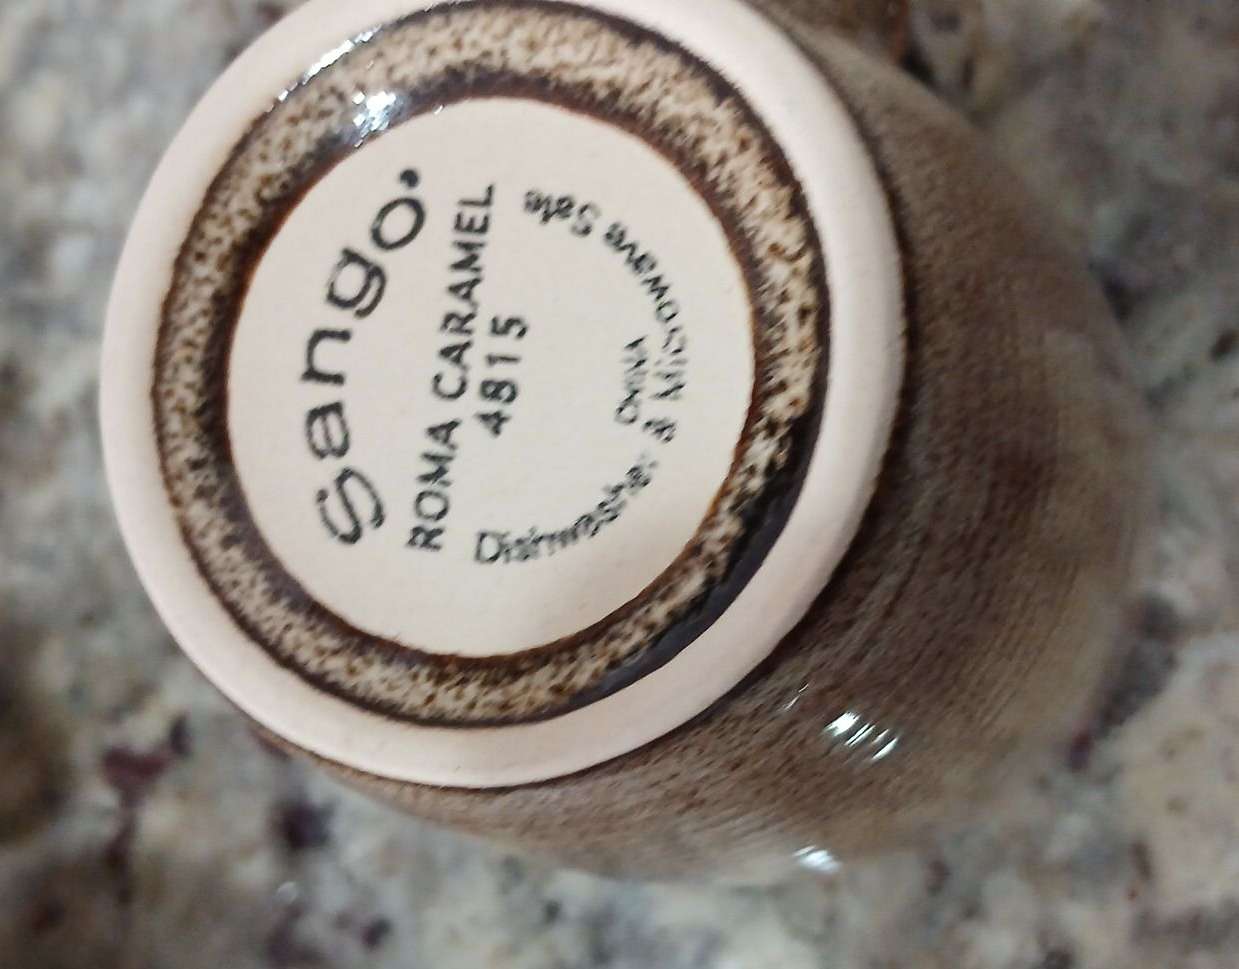 Sango
ROMA CARAMEL
4815
CHINA
Dishwasher & Microwave Safe